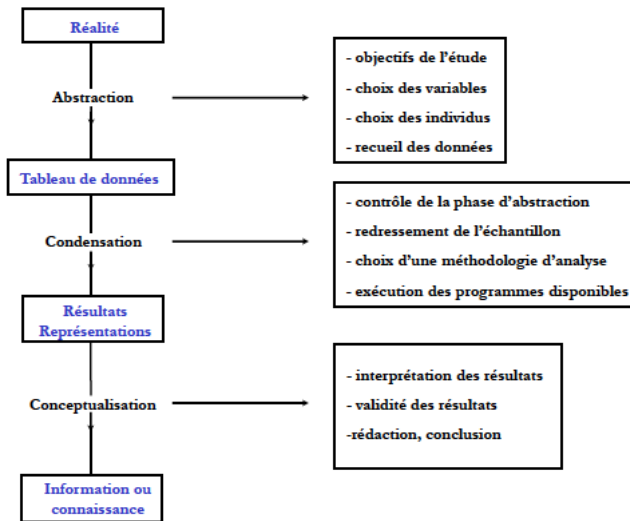 Réalité
Abstraction
- objectifs de l'étude
- choix des variables
- choix des individus
- recueil des données
Tableau de données
Condensation
- contrôle de la phase d'abstraction
- redressement de l'échantillon
- choix d'une méthodologie d'analyse
- exécution des programmes disponibles
Résultats
Représentations
Conceptualisation
- interprétation des résultats
- validité des résultats
-rédaction, conclusion
Information ou
connaissance